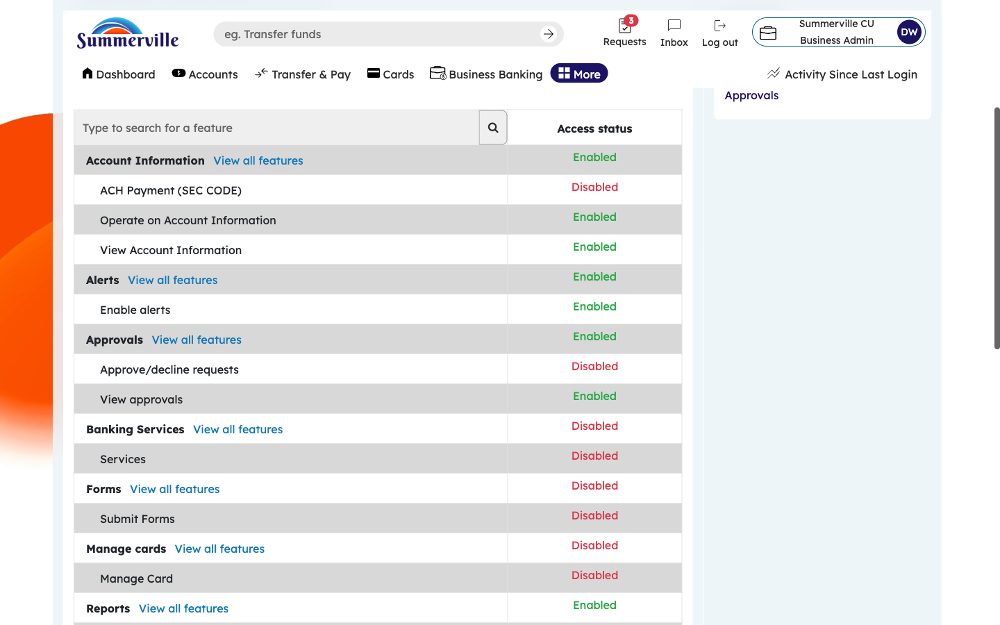 Summerville
eg. Transfer funds
3
Requests
Inbox
Log out
Summerville CU
Business Admin
DW
Dashboard
Accounts
Transfer & Pay
Cards
Business Banking
More
Activity Since Last Login
Approvals
Type to search for a feature
Access status
Account Information View all features Enabled
ACH Payment (SEC CODE) Disabled
Operate on Account Information Enabled
View Account Information Enabled
Alerts View all features Enabled
Enable alerts Enabled
Approvals View all features Enabled
Approve/decline requests Disabled
View approvals Enabled
Banking Services View all features Disabled
Services Disabled
Forms View all features Disabled
Submit Forms Disabled
Manage cards View all features Disabled
Manage Card Disabled
Reports View all features Enabled